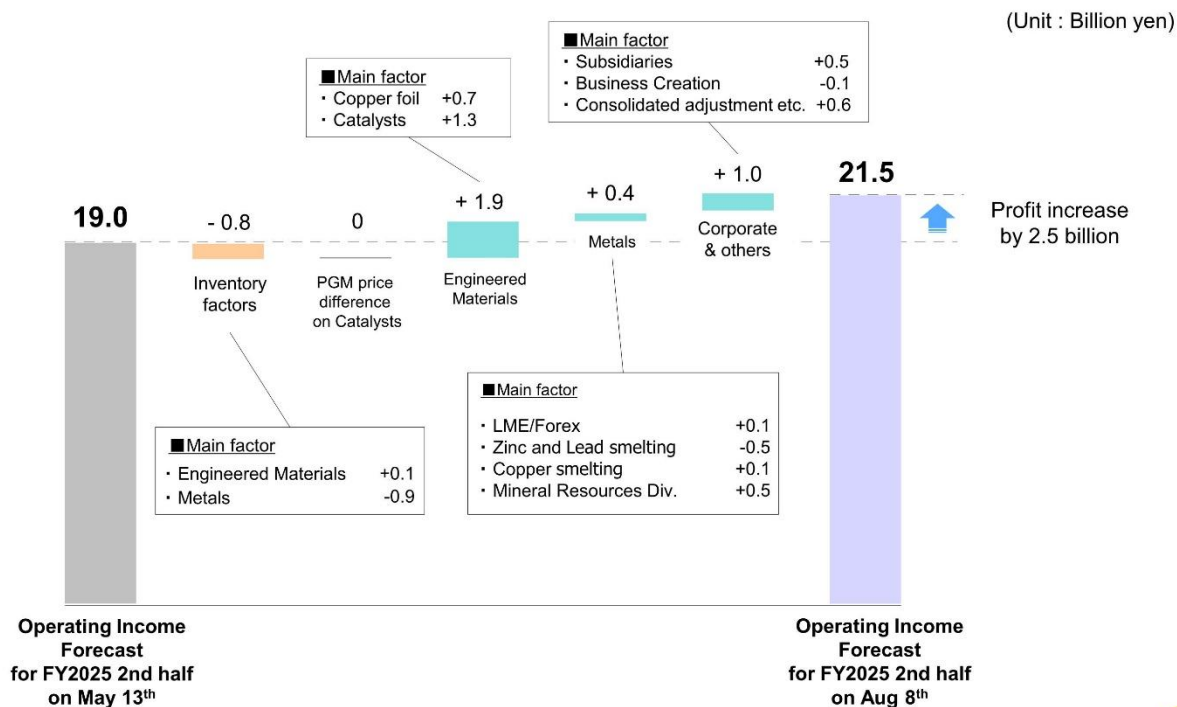 (Unit : Billion yen)
■Main factor
・Subsidiaries +0.5
・Business Creation -0.1
・Consolidated adjustment etc. +0.6
■Main factor
・Copper foil +0.7
・Catalysts +1.3
19.0
- 0.8
0
+ 1.9
+ 0.4
+ 1.0
21.5
Inventory
factors
PGM price
difference
on Catalysts
Engineered
Materials
Metals
Corporate
& others
Profit increase
by 2.5 billion
■Main factor
・Engineered Materials +0.1
・Metals -0.9
■Main factor
・LME/Forex +0.1
・Zinc and Lead smelting -0.5
・Copper smelting +0.1
・Mineral Resources Div. +0.5
Operating Income
Forecast
for FY2025 2nd half
on May 13th
Operating Income
Forecast
for FY2025 2nd half
on Aug 8th